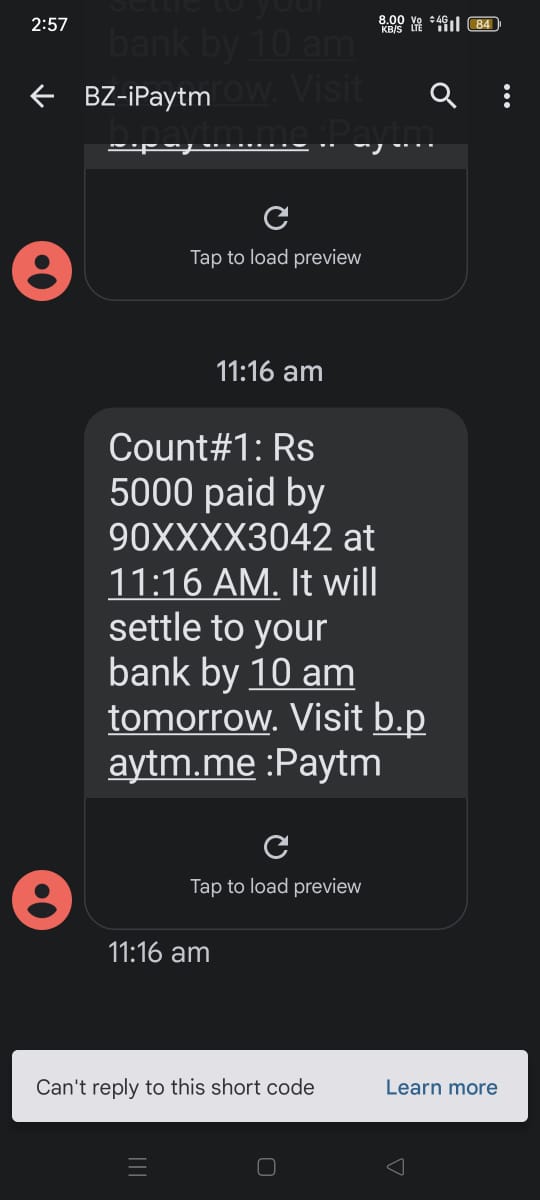 2:57
8.00 KB/S Vo LTE 4G 84
settle to your
bank by 10 am
tomorrow. Visit
BZ-iPaytm
b.paytm.me :Paytm
Tap to load preview
11:16 am
Count#1: Rs
5000 paid by
90XXXX3042 at
11:16 AM. It will
settle to your
bank by 10 am
tomorrow. Visit b.p
aytm.me :Paytm
Tap to load preview
11:16 am
Can't reply to this short code Learn more